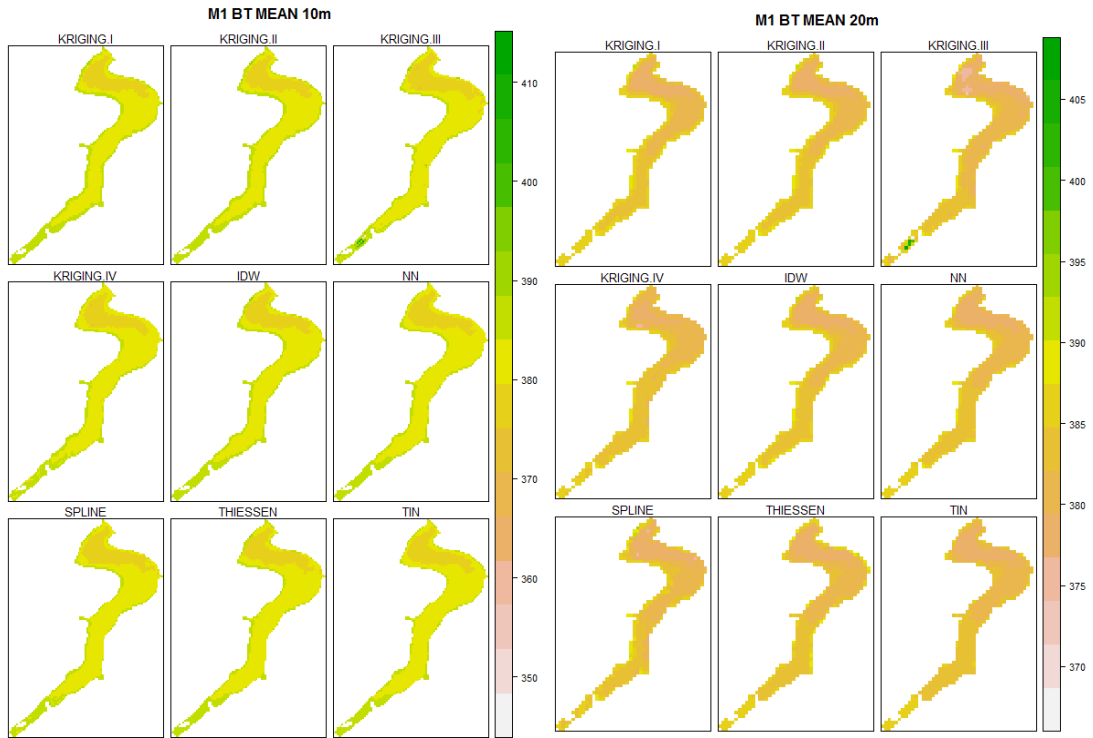 M1 BT MEAN 10m
KRIGING.I KRIGING.II KRIGING.III
KRIGING.IV IDW NN
SPLINE THIESSEN TIN
410
400
390
380
370
360
350
M1 BT MEAN 20m
KRIGING.I KRIGING.II KRIGING.III
KRIGING.IV IDW NN
SPLINE THIESSEN TIN
405
400
395
390
385
380
375
370